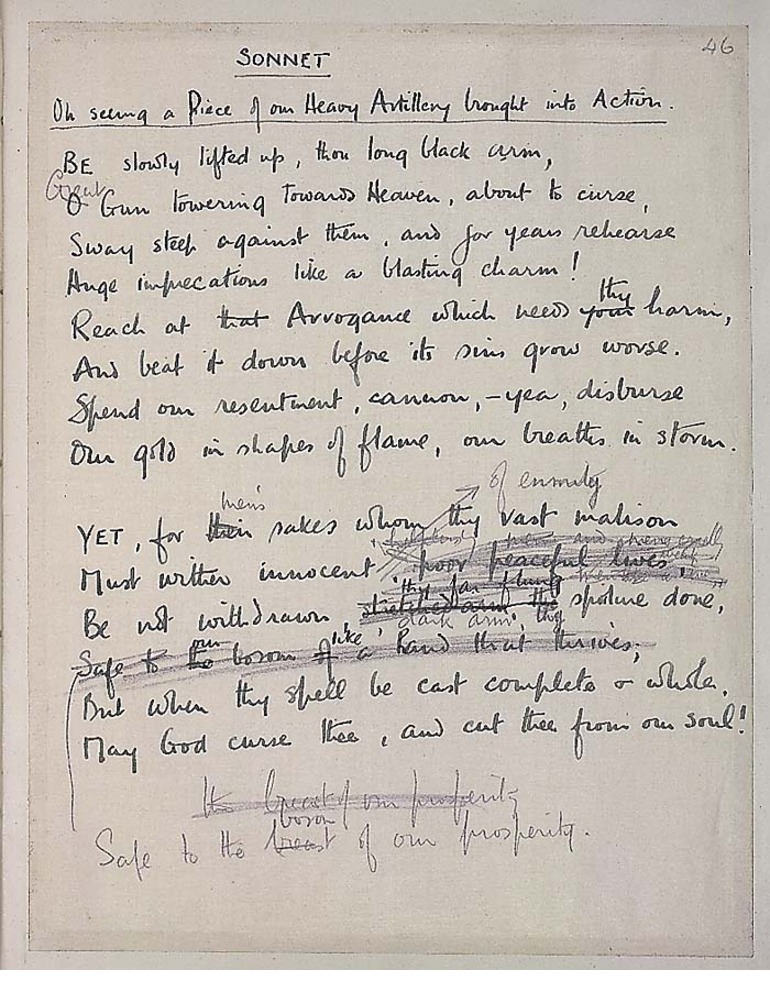 46
SONNET
On seeing a Piece of our Heavy Artillery brought into Action.
BE slowly lifted up, thou long black arm,
Great
O Gun towering towards Heaven, about to curse,
Sway steep against them, and for years rehearse
Huge imprecations like a blasting charm!
thy
Reach at that Arrogance which needs your harm,
And beat it down before its sins grow worse.
Spend our resentment, cannon, – yea, disburse
Our gold in shapes of flame, our breaths in storm.
of enmity
men's
YET, for their sakes whom thy vast malison
men and
Must wither innocent poor peaceful lives,
thy far flung
Be not withdrawn, stretched arm, the spoilure done,
dark arm, thy
our like
Safe to the bosom of a hand that thrives;
But when thy spell be cast complete & whole,
May God curse thee, and cut thee from our soul!
the breast of our prosperity
bosom
Safe to the breast of our prosperity.